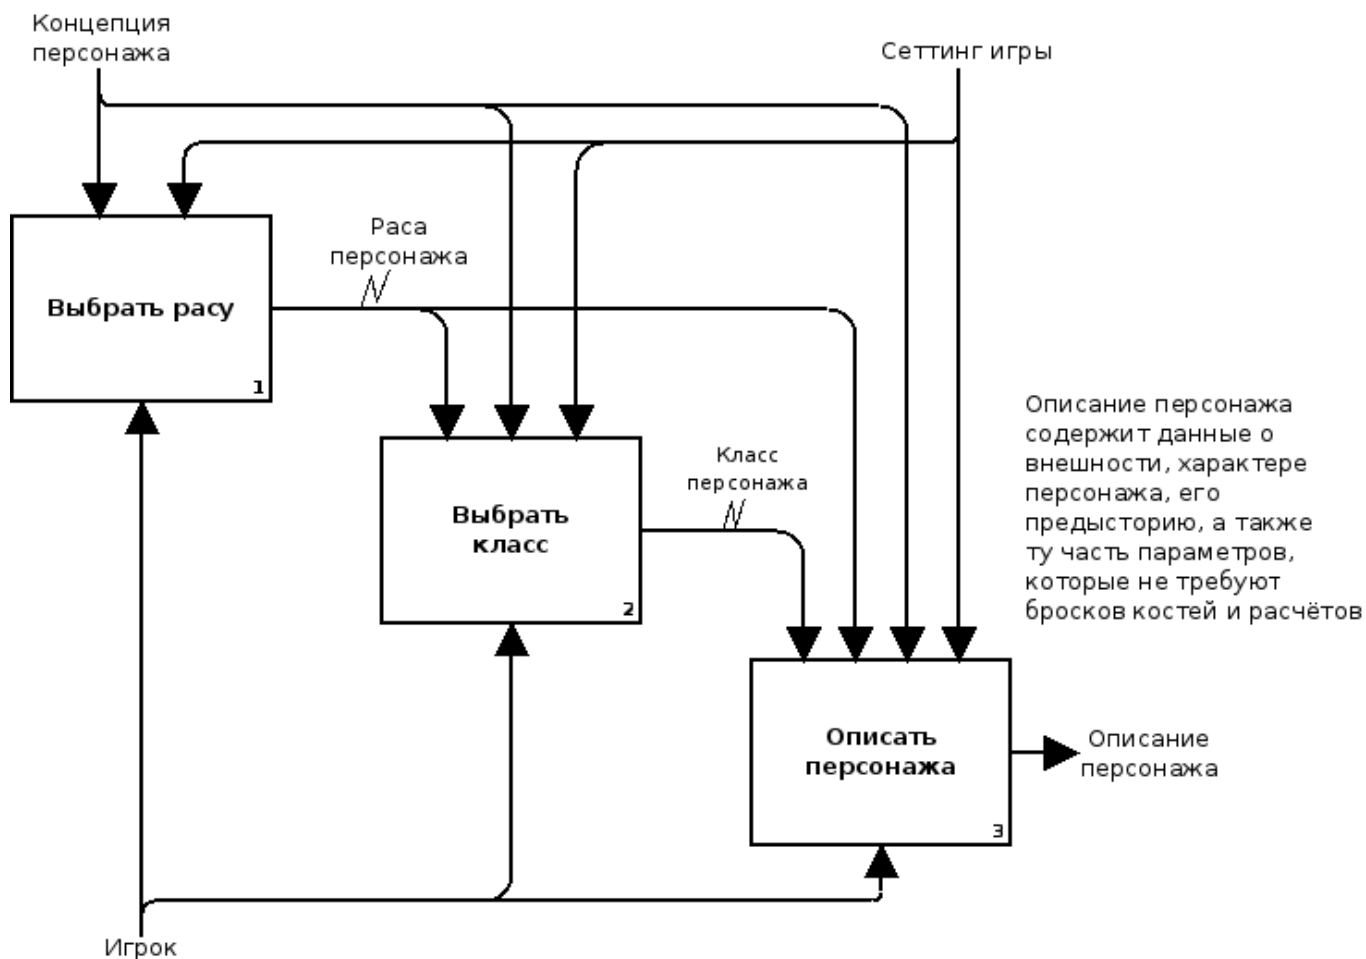 Концепция
персонажа
Сеттинг игры
Раса
персонажа
Выбрать расу
1
Класс
персонажа
Выбрать
класс
2
Описание персонажа
содержит данные о
внешности, характере
персонажа, его
предысторию, а также
ту часть параметров,
которые не требуют
бросков костей и расчётов
Описать
персонажа
3
Описание
персонажа
Игрок